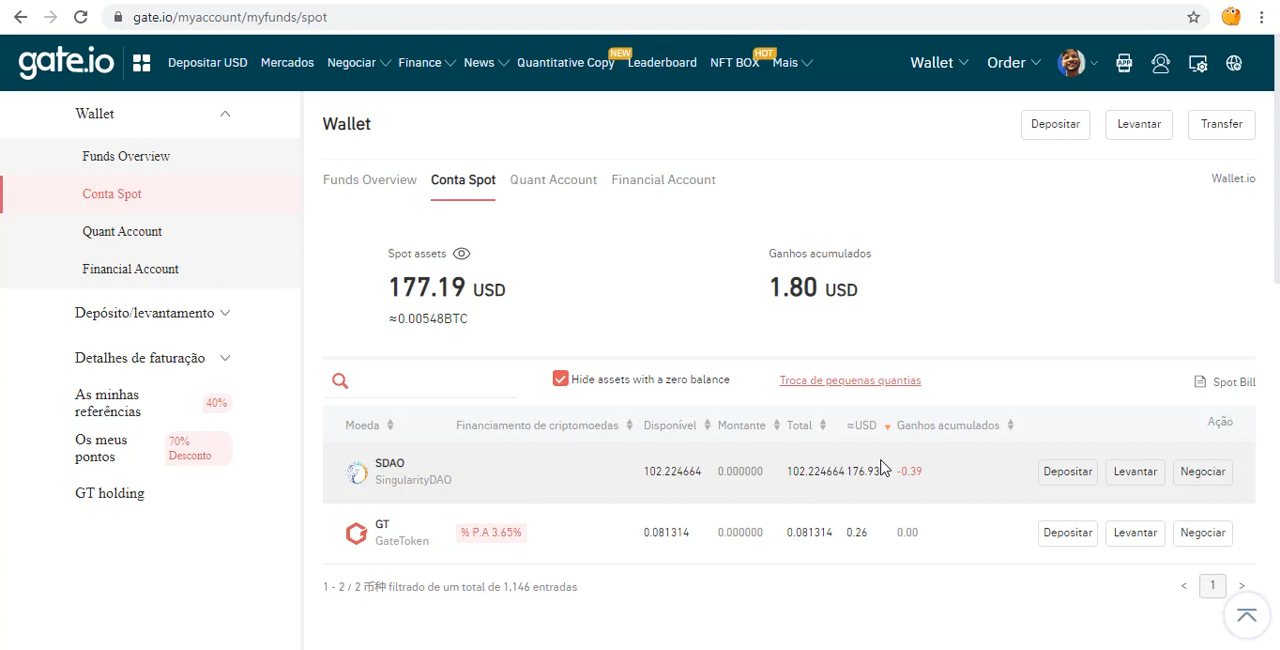 gate.io/myaccount/myfunds/spot
gate.io
Depositar USD
Mercados
Negociar
Finance
News
Quantitative Copy
NEW
Leaderboard
NFT BOX
HOT
Mais
Wallet
Order
APP
Wallet
Funds Overview
Conta Spot
Quant Account
Financial Account
Depósito/levantamento
Detalhes de faturação
As minhas
referências
40%
Os meus
pontos
70%
Desconto
GT holding
Wallet
Depositar
Levantar
Transfer
Funds Overview
Conta Spot
Quant Account
Financial Account
Wallet.io
Spot assets
177.19 USD
≈0.00548BTC
Ganhos acumulados
1.80 USD
Hide assets with a zero balance
Troca de pequenas quantias
Spot Bill
Moeda
Financiamento de criptomoedas
Disponível
Montante
Total
≈USD
Ganhos acumulados
Ação
SDAO
SingularityDAO
102.224664
0.000000
102.224664
-0.39
Depositar
Levantar
Negociar
GT
GateToken
% P.A 3.65%
0.081314
0.000000
0.081314
0.26
0.00
Depositar
Levantar
Negociar
1 - 2 / 2 币种 filtrado de um total de 1,146 entradas
< 1 >